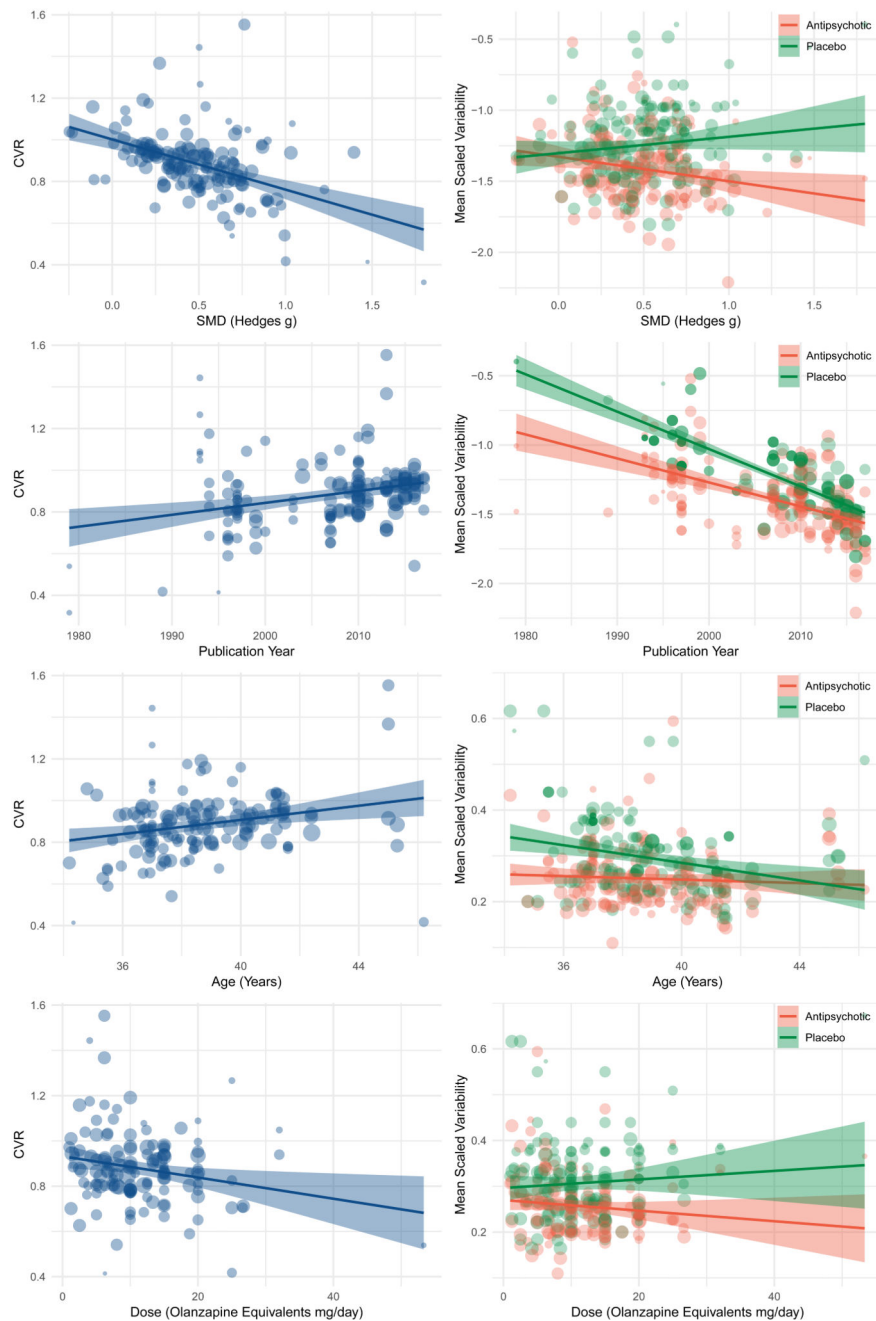 1.6
1.2
0.8
0.4
CVR
0.0
0.5
1.0
1.5
SMD (Hedges g)
Antipsychotic
Placebo
−0.5
−1.0
−1.5
−2.0
Mean Scaled Variability
0.0
0.5
1.0
1.5
SMD (Hedges g)
1.6
1.2
0.8
0.4
CVR
1980
1990
2000
2010
Publication Year
Antipsychotic
Placebo
−0.5
−1.0
−1.5
−2.0
Mean Scaled Variability
1980
1990
2000
2010
Publication Year
1.6
1.2
0.8
0.4
CVR
36
40
44
Age (Years)
Antipsychotic
Placebo
0.6
0.4
0.2
Mean Scaled Variability
36
40
44
Age (Years)
1.6
1.2
0.8
0.4
CVR
0
20
40
Dose (Olanzapine Equivalents mg/day)
Antipsychotic
Placebo
0.6
0.4
0.2
Mean Scaled Variability
0
20
40
Dose (Olanzapine Equivalents mg/day)